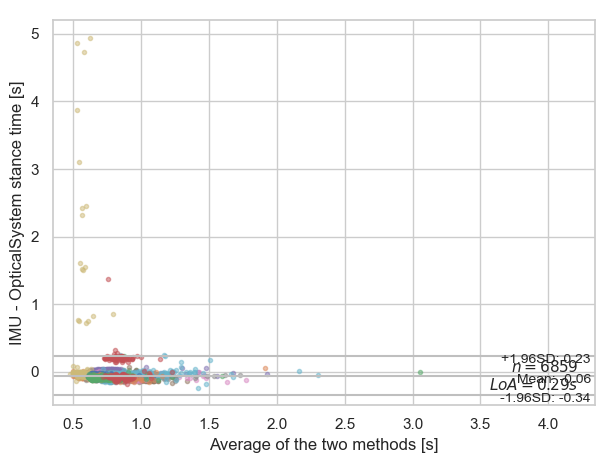 5
4
3
2
1
0
IMU - OpticalSystem stance time [s]
+1.96SD: 0.23
n = 6859
Mean: -0.06
LoA = 0.29s
-1.96SD: -0.34
0.5 1.0 1.5 2.0 2.5 3.0 3.5 4.0
Average of the two methods [s]